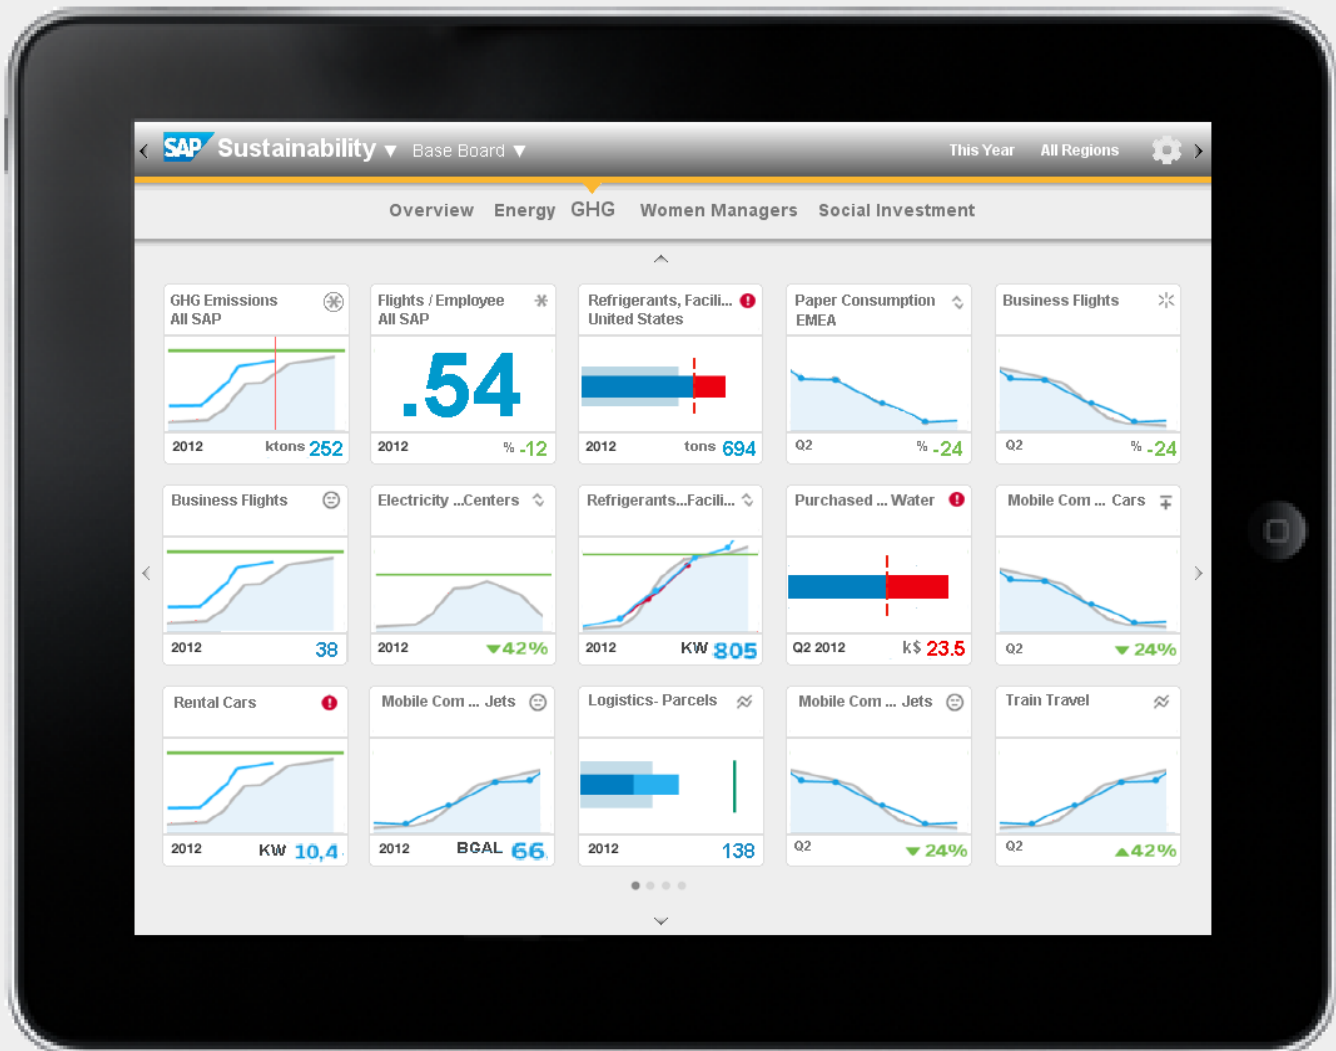 SAP Sustainability ▼ Base Board ▼ This Year All Regions
Overview Energy GHG Women Managers Social Investment
GHG Emissions
All SAP
2012 ktons 252
Flights / Employee
All SAP
.54
2012 % -12
Refrigerants, Facili...
United States
2012 tons 694
Paper Consumption
EMEA
Q2 % -24
Business Flights
Q2 % -24
Business Flights
2012 38
Electricity ...Centers
2012 ▼42%
Refrigerants...Facili...
2012 KW 805
Purchased ... Water
Q2 2012 k$ 23.5
Mobile Com ... Cars
Q2 ▼ 24%
Rental Cars
2012 KW 10,4
Mobile Com ... Jets
2012 BGAL 66
Logistics- Parcels
2012 138
Mobile Com ... Jets
Q2 ▼ 24%
Train Travel
Q2 ▲42%